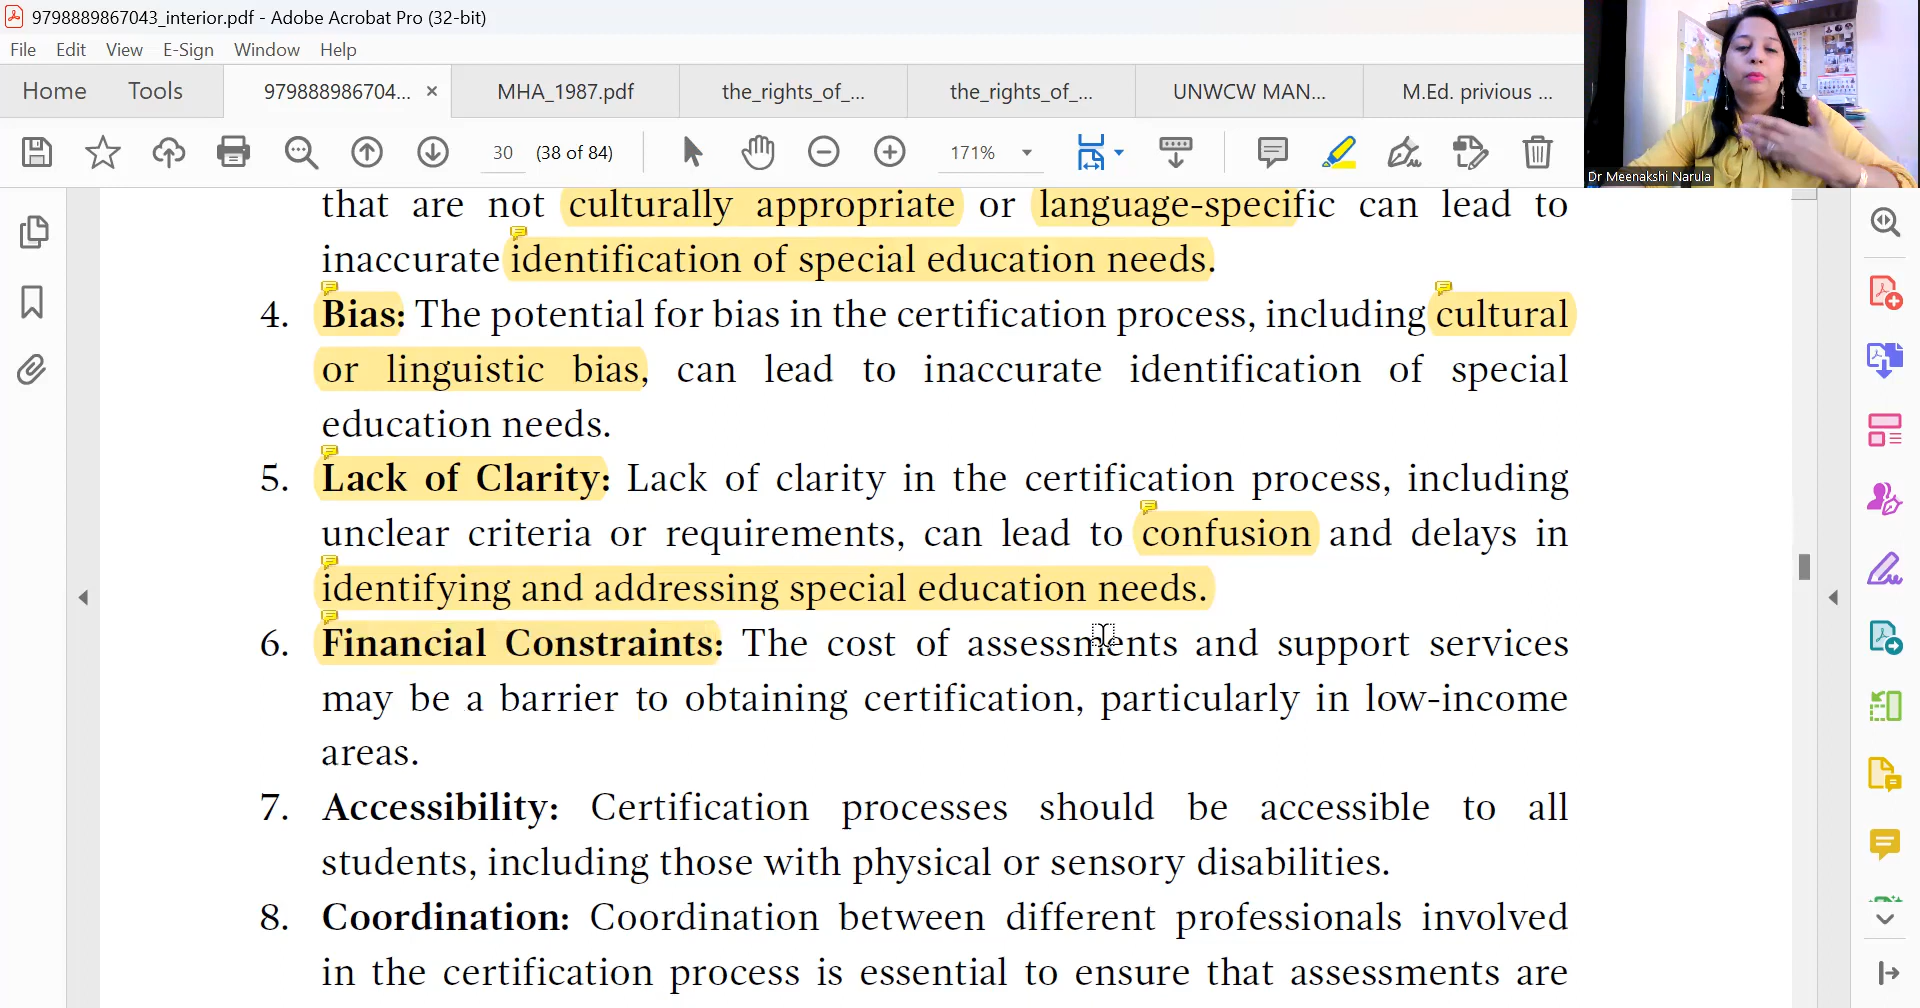 9798889867043_interior.pdf - Adobe Acrobat Pro (32-bit)
File Edit View E-Sign Window Help
Home Tools 979888986704... × MHA_1987.pdf the_rights_of_... the_rights_of_... UNWCW MAN... M.Ed. privious ...
30 (38 of 84) 171%
Dr Meenakshi Narula
that are not culturally appropriate or language-specific can lead to
inaccurate identification of special education needs.
4. Bias: The potential for bias in the certification process, including cultural
or linguistic bias, can lead to inaccurate identification of special
education needs.
5. Lack of Clarity: Lack of clarity in the certification process, including
unclear criteria or requirements, can lead to confusion and delays in
identifying and addressing special education needs.
6. Financial Constraints: The cost of assessments and support services
may be a barrier to obtaining certification, particularly in low-income
areas.
7. Accessibility: Certification processes should be accessible to all
students, including those with physical or sensory disabilities.
8. Coordination: Coordination between different professionals involved
in the certification process is essential to ensure that assessments are